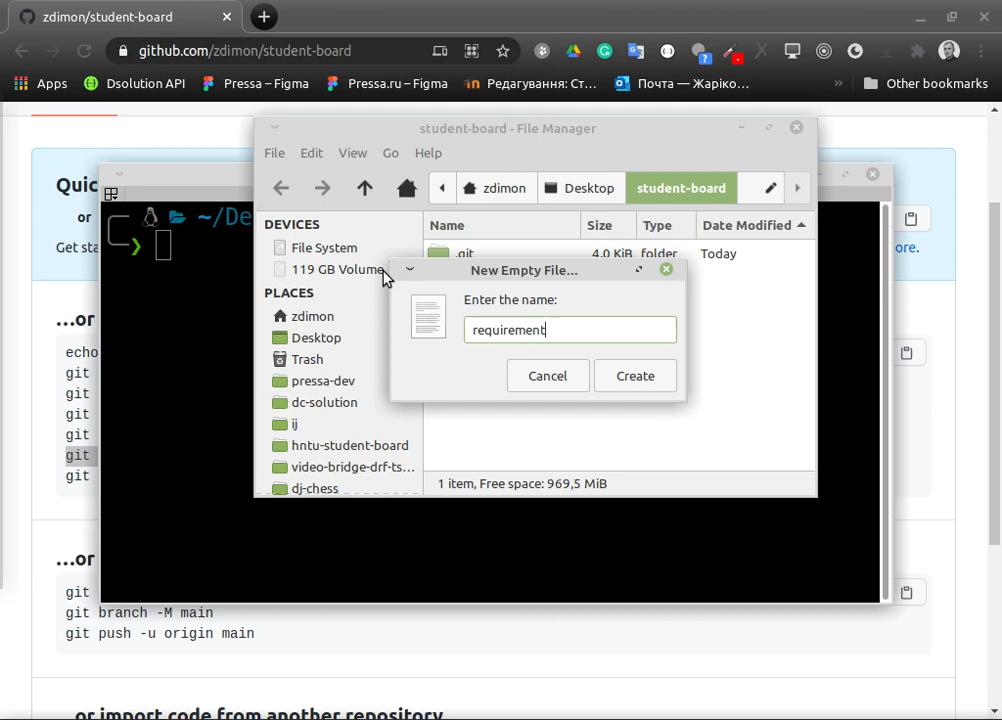 zdimon/student-board
github.com/zdimon/student-board
?
Apps
Dsolution API
Pressa – Figma
Pressa.ru – Figma
in
Редагування: Ст...
Почта — Жаріко...
»
Other bookmarks
student-board - File Manager
File
Edit
View
Go
Help
Quic
zdimon
Desktop
student-board
or
~/De
DEVICES
Name
Size
Type
Date Modified
Get sta
ore.
File System
.git
4.0 KiB
folder
Today
119 GB Volume
New Empty File...
PLACES
Enter the name:
...or
zdimon
requirement
Desktop
echo
Trash
git
Cancel
Create
pressa-dev
git
dc-solution
git
ij
git
hntu-student-board
git
video-bridge-drf-ts...
git
dj-chess
1 item, Free space: 969,5 MiB
...or
git
git branch -M main
git push -u origin main
...or import code from another repository